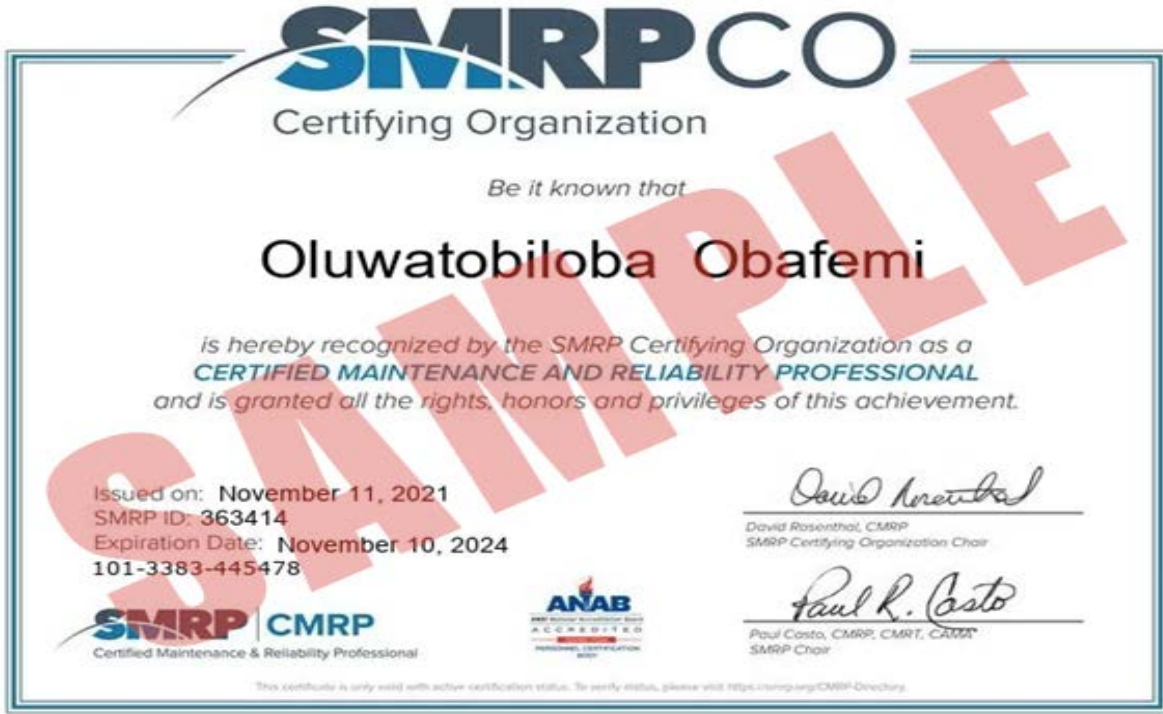 SMRPCO
Certifying Organization
Be it known that
Oluwatobiloba Obafemi
is hereby recognized by the SMRP Certifying Organization as a
CERTIFIED MAINTENANCE AND RELIABILITY PROFESSIONAL
and is granted all the rights, honors and privileges of this achievement.
SAMPLE
Issued on: November 11, 2021
SMRP ID: 363414
Expiration Date: November 10, 2024
101-3383-445478
David Rosenthal
David Rosenthal, CMRP
SMRP Certifying Organization Chair
Paul R. Casto
Paul Casto, CMRP, CMRT, CAMA
SMRP Chair
SMRP CMRP
Certified Maintenance & Reliability Professional
ANAB
ANSI National Accreditation Board
ACCREDITED
PERSONNEL CERTIFICATION
BODY
This certificate is only valid with active certification status. To verify status, please visit https://smrp.org/CMRP-Directory.